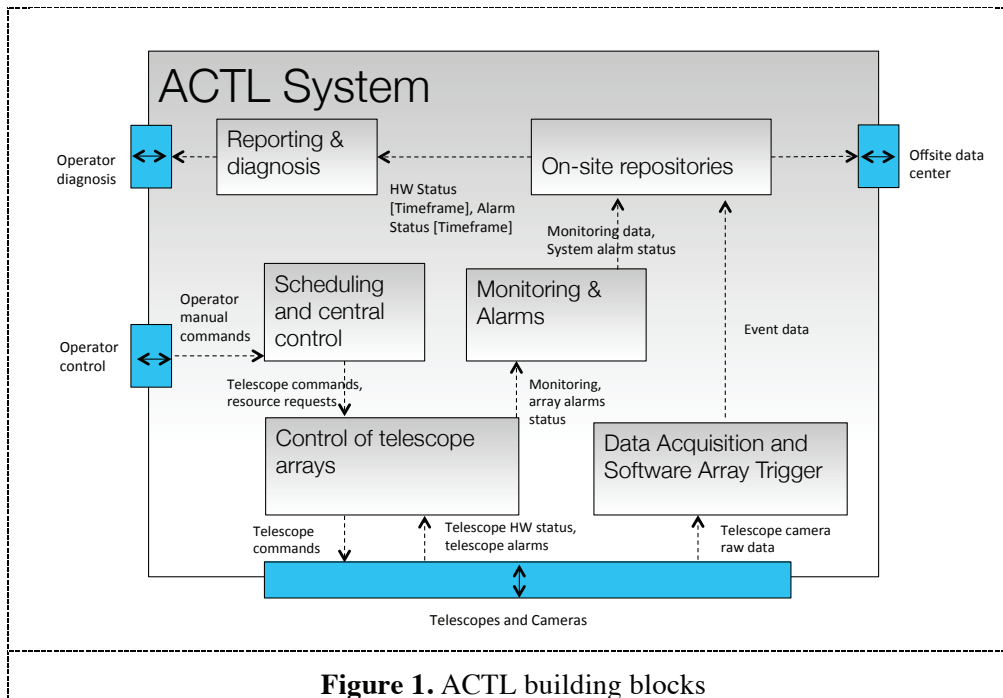 ACTL System
Reporting &
diagnosis
On-site repositories
Operator
diagnosis
Offsite data
center
HW Status
[Timeframe], Alarm
Status [Timeframe]
Monitoring data,
System alarm status
Scheduling
and central
control
Monitoring &
Alarms
Operator
manual
commands
Event data
Operator
control
Telescope commands,
resource requests
Monitoring,
array alarms
status
Control of telescope
arrays
Data Acquisition and
Software Array Trigger
Telescope
commands
Telescope HW status,
telescope alarms
Telescope camera
raw data
Telescopes and Cameras
Figure 1. ACTL building blocks